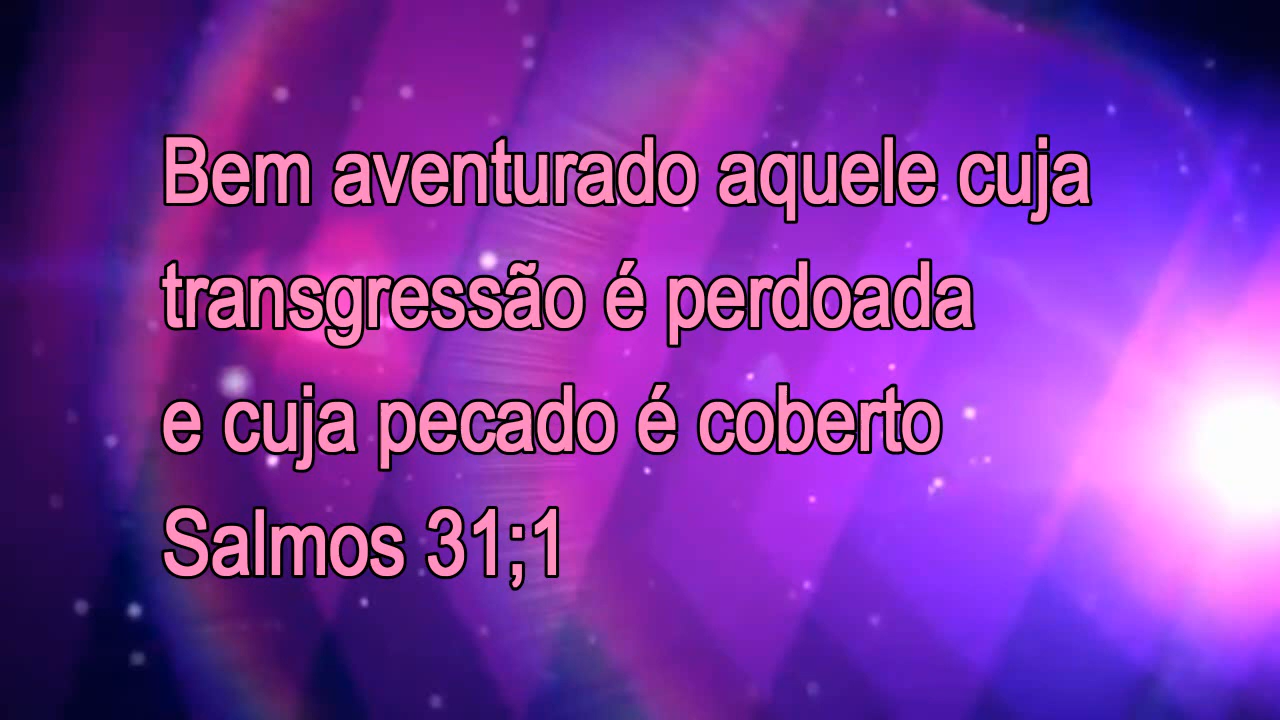 Bem aventurado aquele cuja
transgressão é perdoada
e cuja pecado é coberto
Salmos 31;1